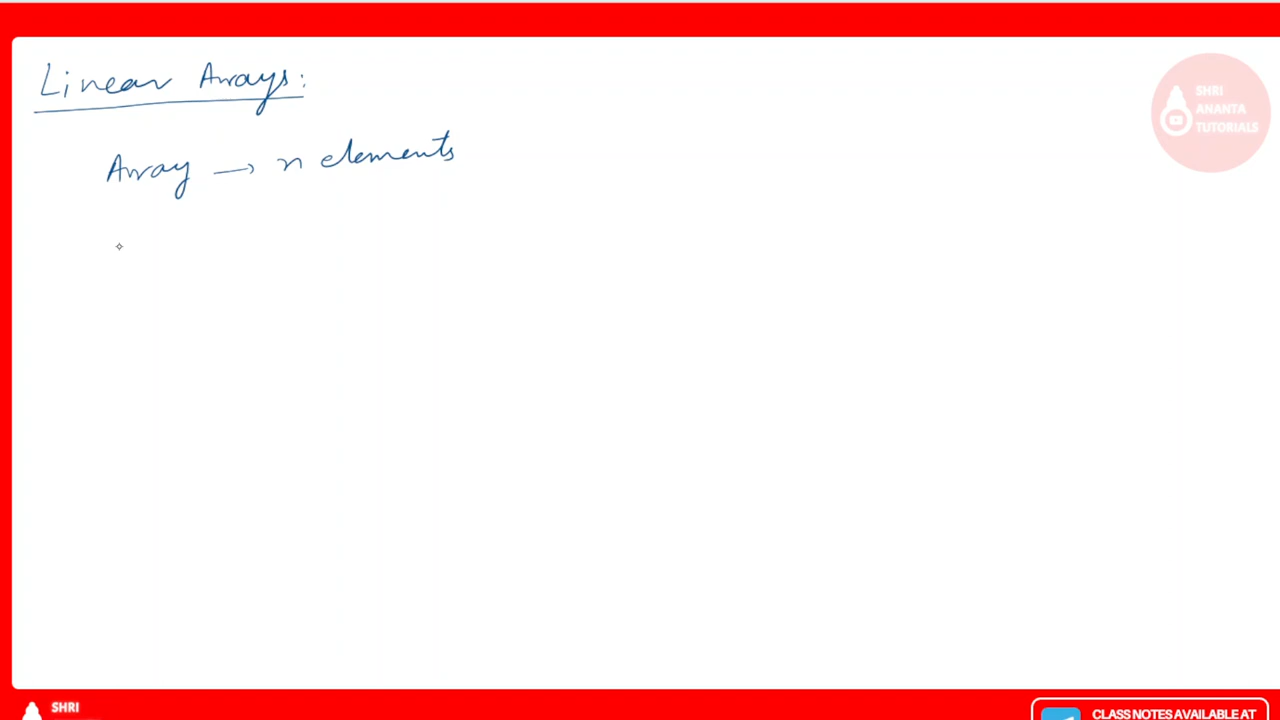 Linear Arrays:
SHRI
ANANTA
TUTORIALS
Array → n elements
SHRI
CLASS NOTES AVAILABLE AT